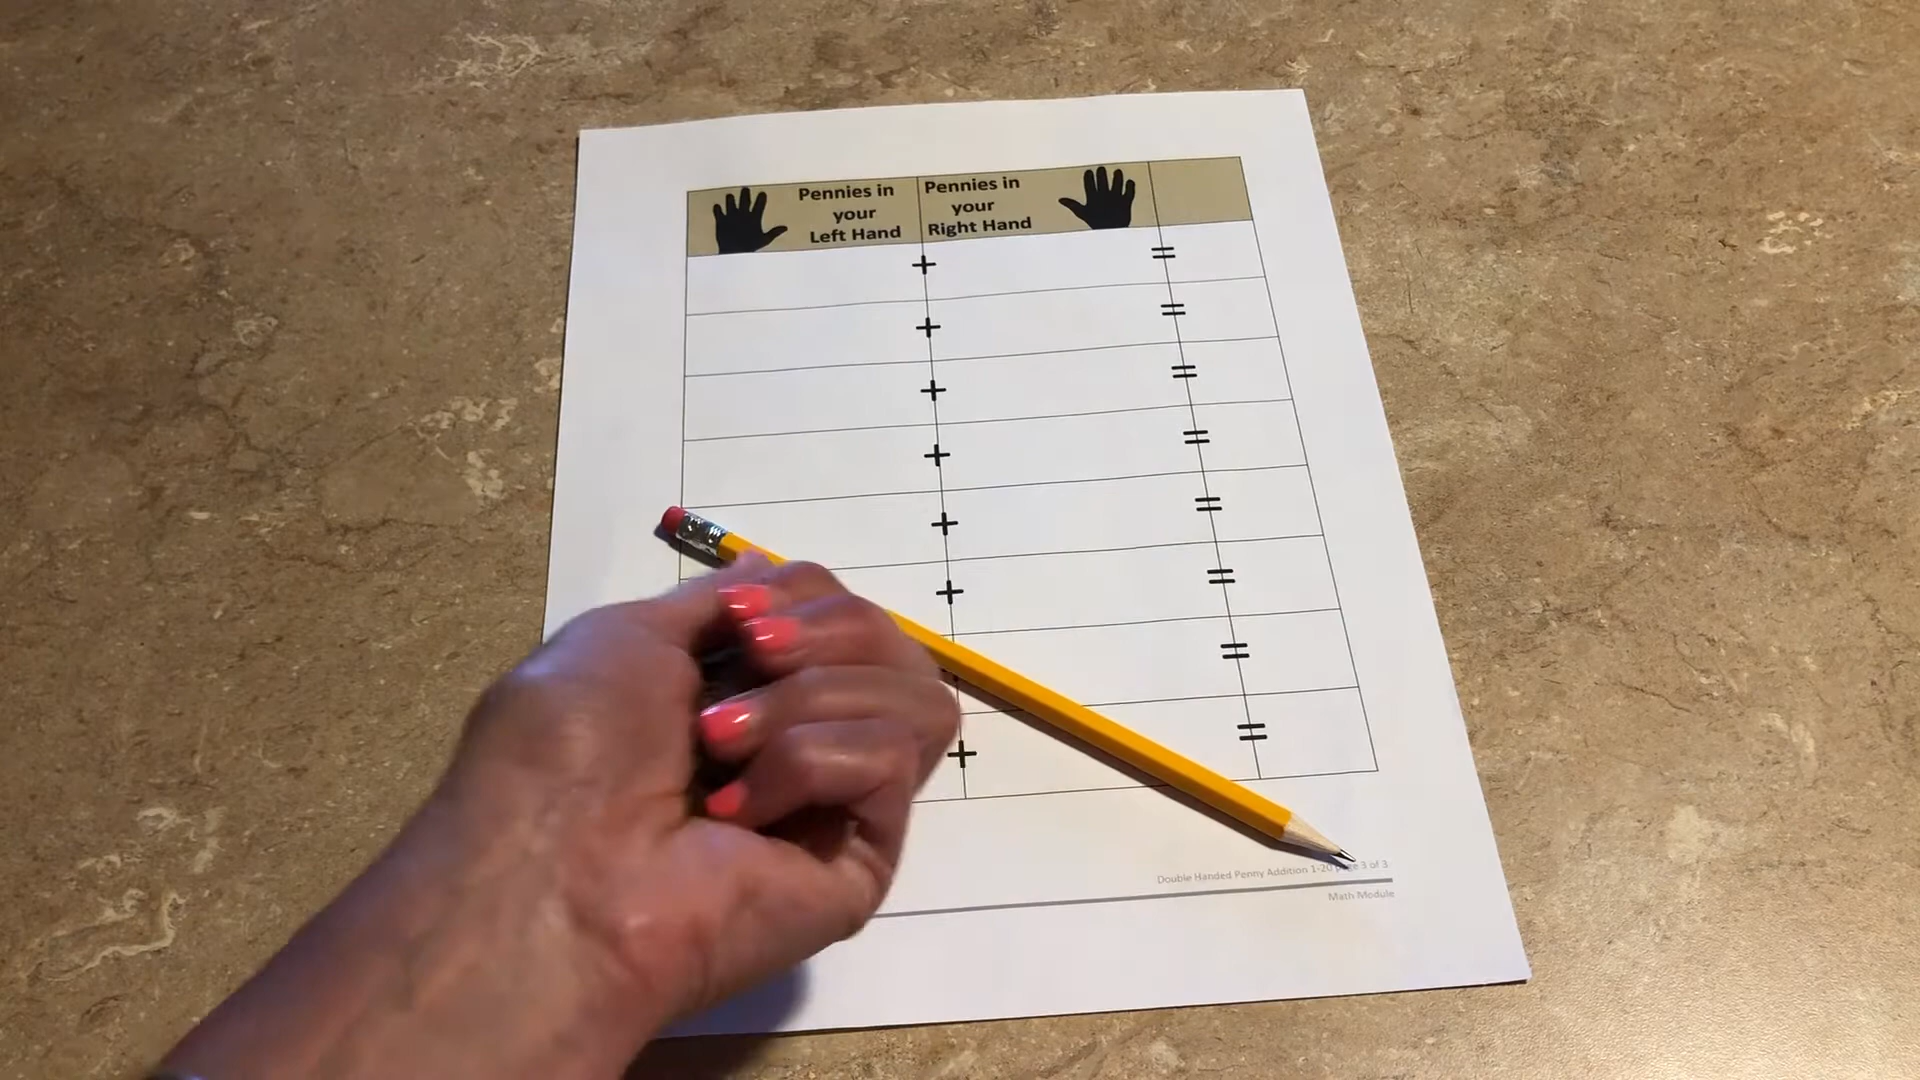 Pennies in
your
Left Hand
Pennies in
your
Right Hand
+ =
+ =
+ =
+ =
+ =
+ =
=
+ =
Double Handed Penny Addition 1-20 page 3 of 3
Math Module